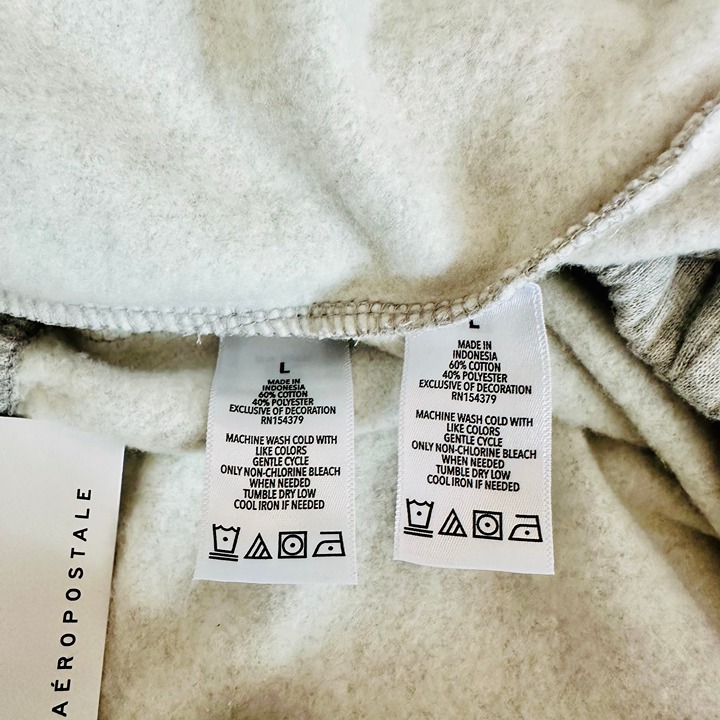 L
MADE IN
INDONESIA
60% COTTON
40% POLYESTER
EXCLUSIVE OF DECORATION
RN154379
MACHINE WASH COLD WITH
LIKE COLORS
GENTLE CYCLE
ONLY NON-CHLORINE BLEACH
WHEN NEEDED
TUMBLE DRY LOW
COOL IRON IF NEEDED
L
MADE IN
INDONESIA
60% COTTON
40% POLYESTER
EXCLUSIVE OF DECORATION
RN154379
MACHINE WASH COLD WITH
LIKE COLORS
GENTLE CYCLE
ONLY NON-CHLORINE BLEACH
WHEN NEEDED
TUMBLE DRY LOW
COOL IRON IF NEEDED
AÉROPOSTALE